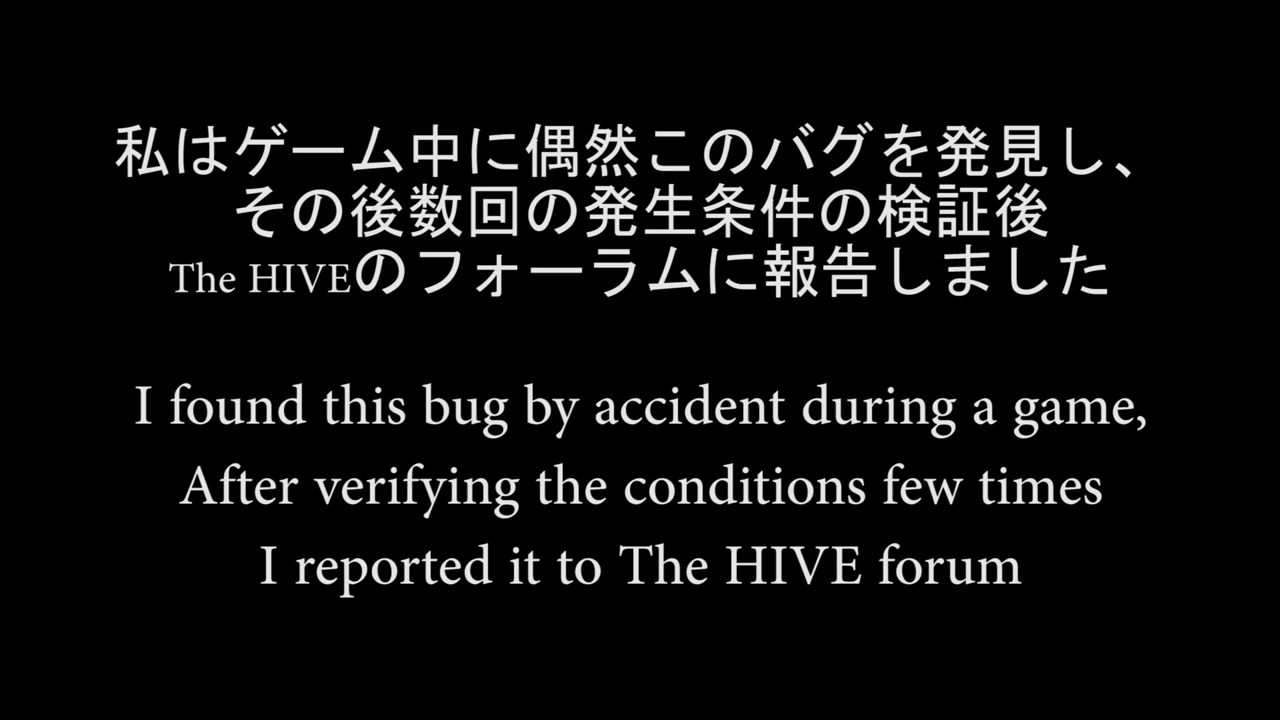 私はゲーム中に偶然このバグを発見し、
その後数回の発生条件の検証後
The HIVEのフォーラムに報告しました
I found this bug by accident during a game,
After verifying the conditions few times
I reported it to The HIVE forum